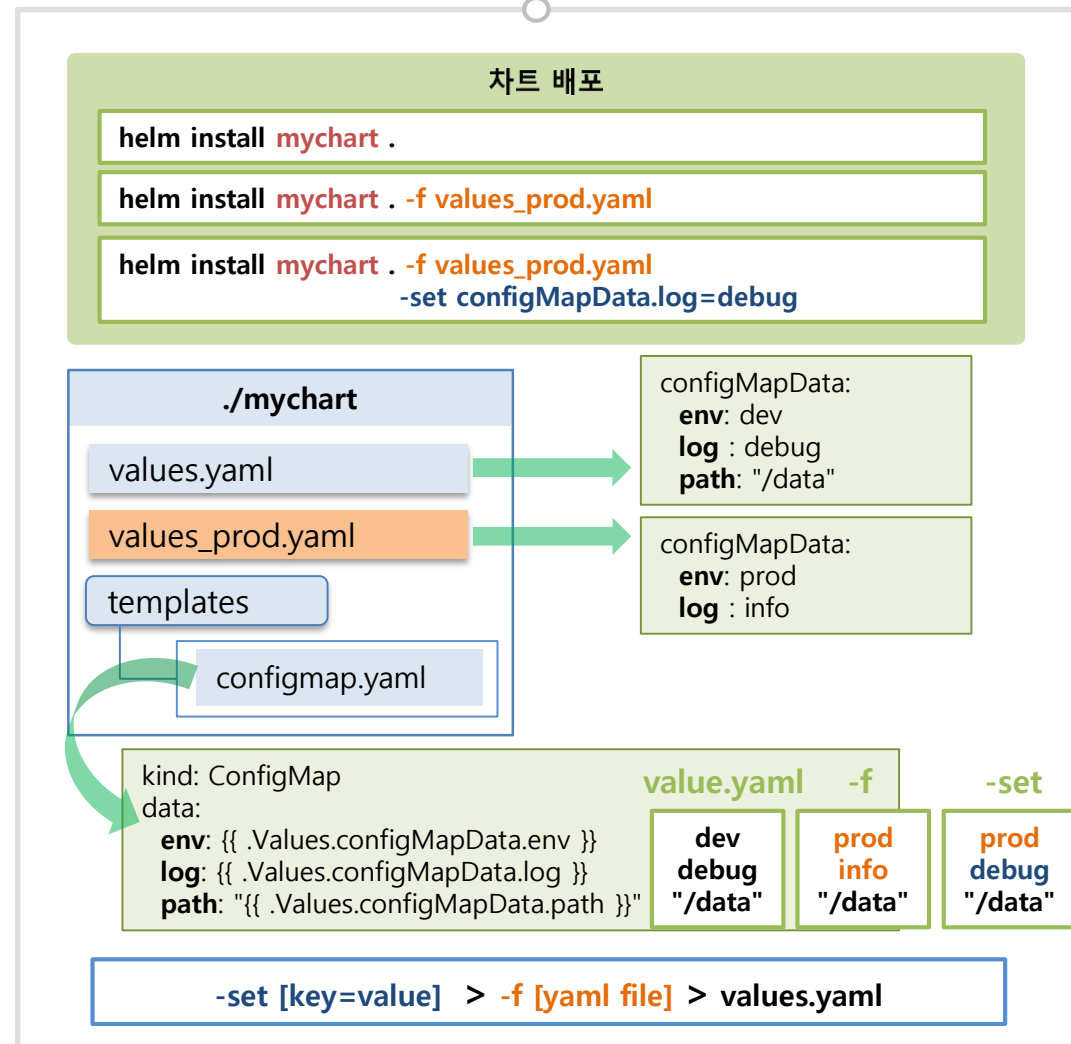 차트 배포
helm install mychart .
helm install mychart . -f values_prod.yaml
helm install mychart . -f values_prod.yaml
-set configMapData.log=debug
./mychart
values.yaml
values_prod.yaml
templates
configmap.yaml
configMapData:
env: dev
log : debug
path: "/data"
configMapData:
env: prod
log : info
kind: ConfigMap
data:
env: {{ .Values.configMapData.env }}
log: {{ .Values.configMapData.log }}
path: "{{ .Values.configMapData.path }}"
value.yaml
dev
debug
"/data"
-f
prod
info
"/data"
-set
prod
debug
"/data"
-set [key=value] > -f [yaml file] > values.yaml